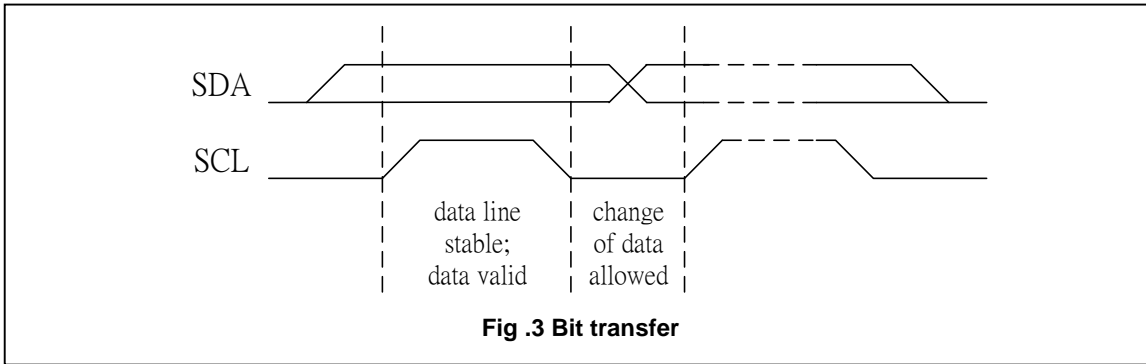 SDA
SCL
data line
stable;
data valid
change
of data
allowed
Fig .3 Bit transfer